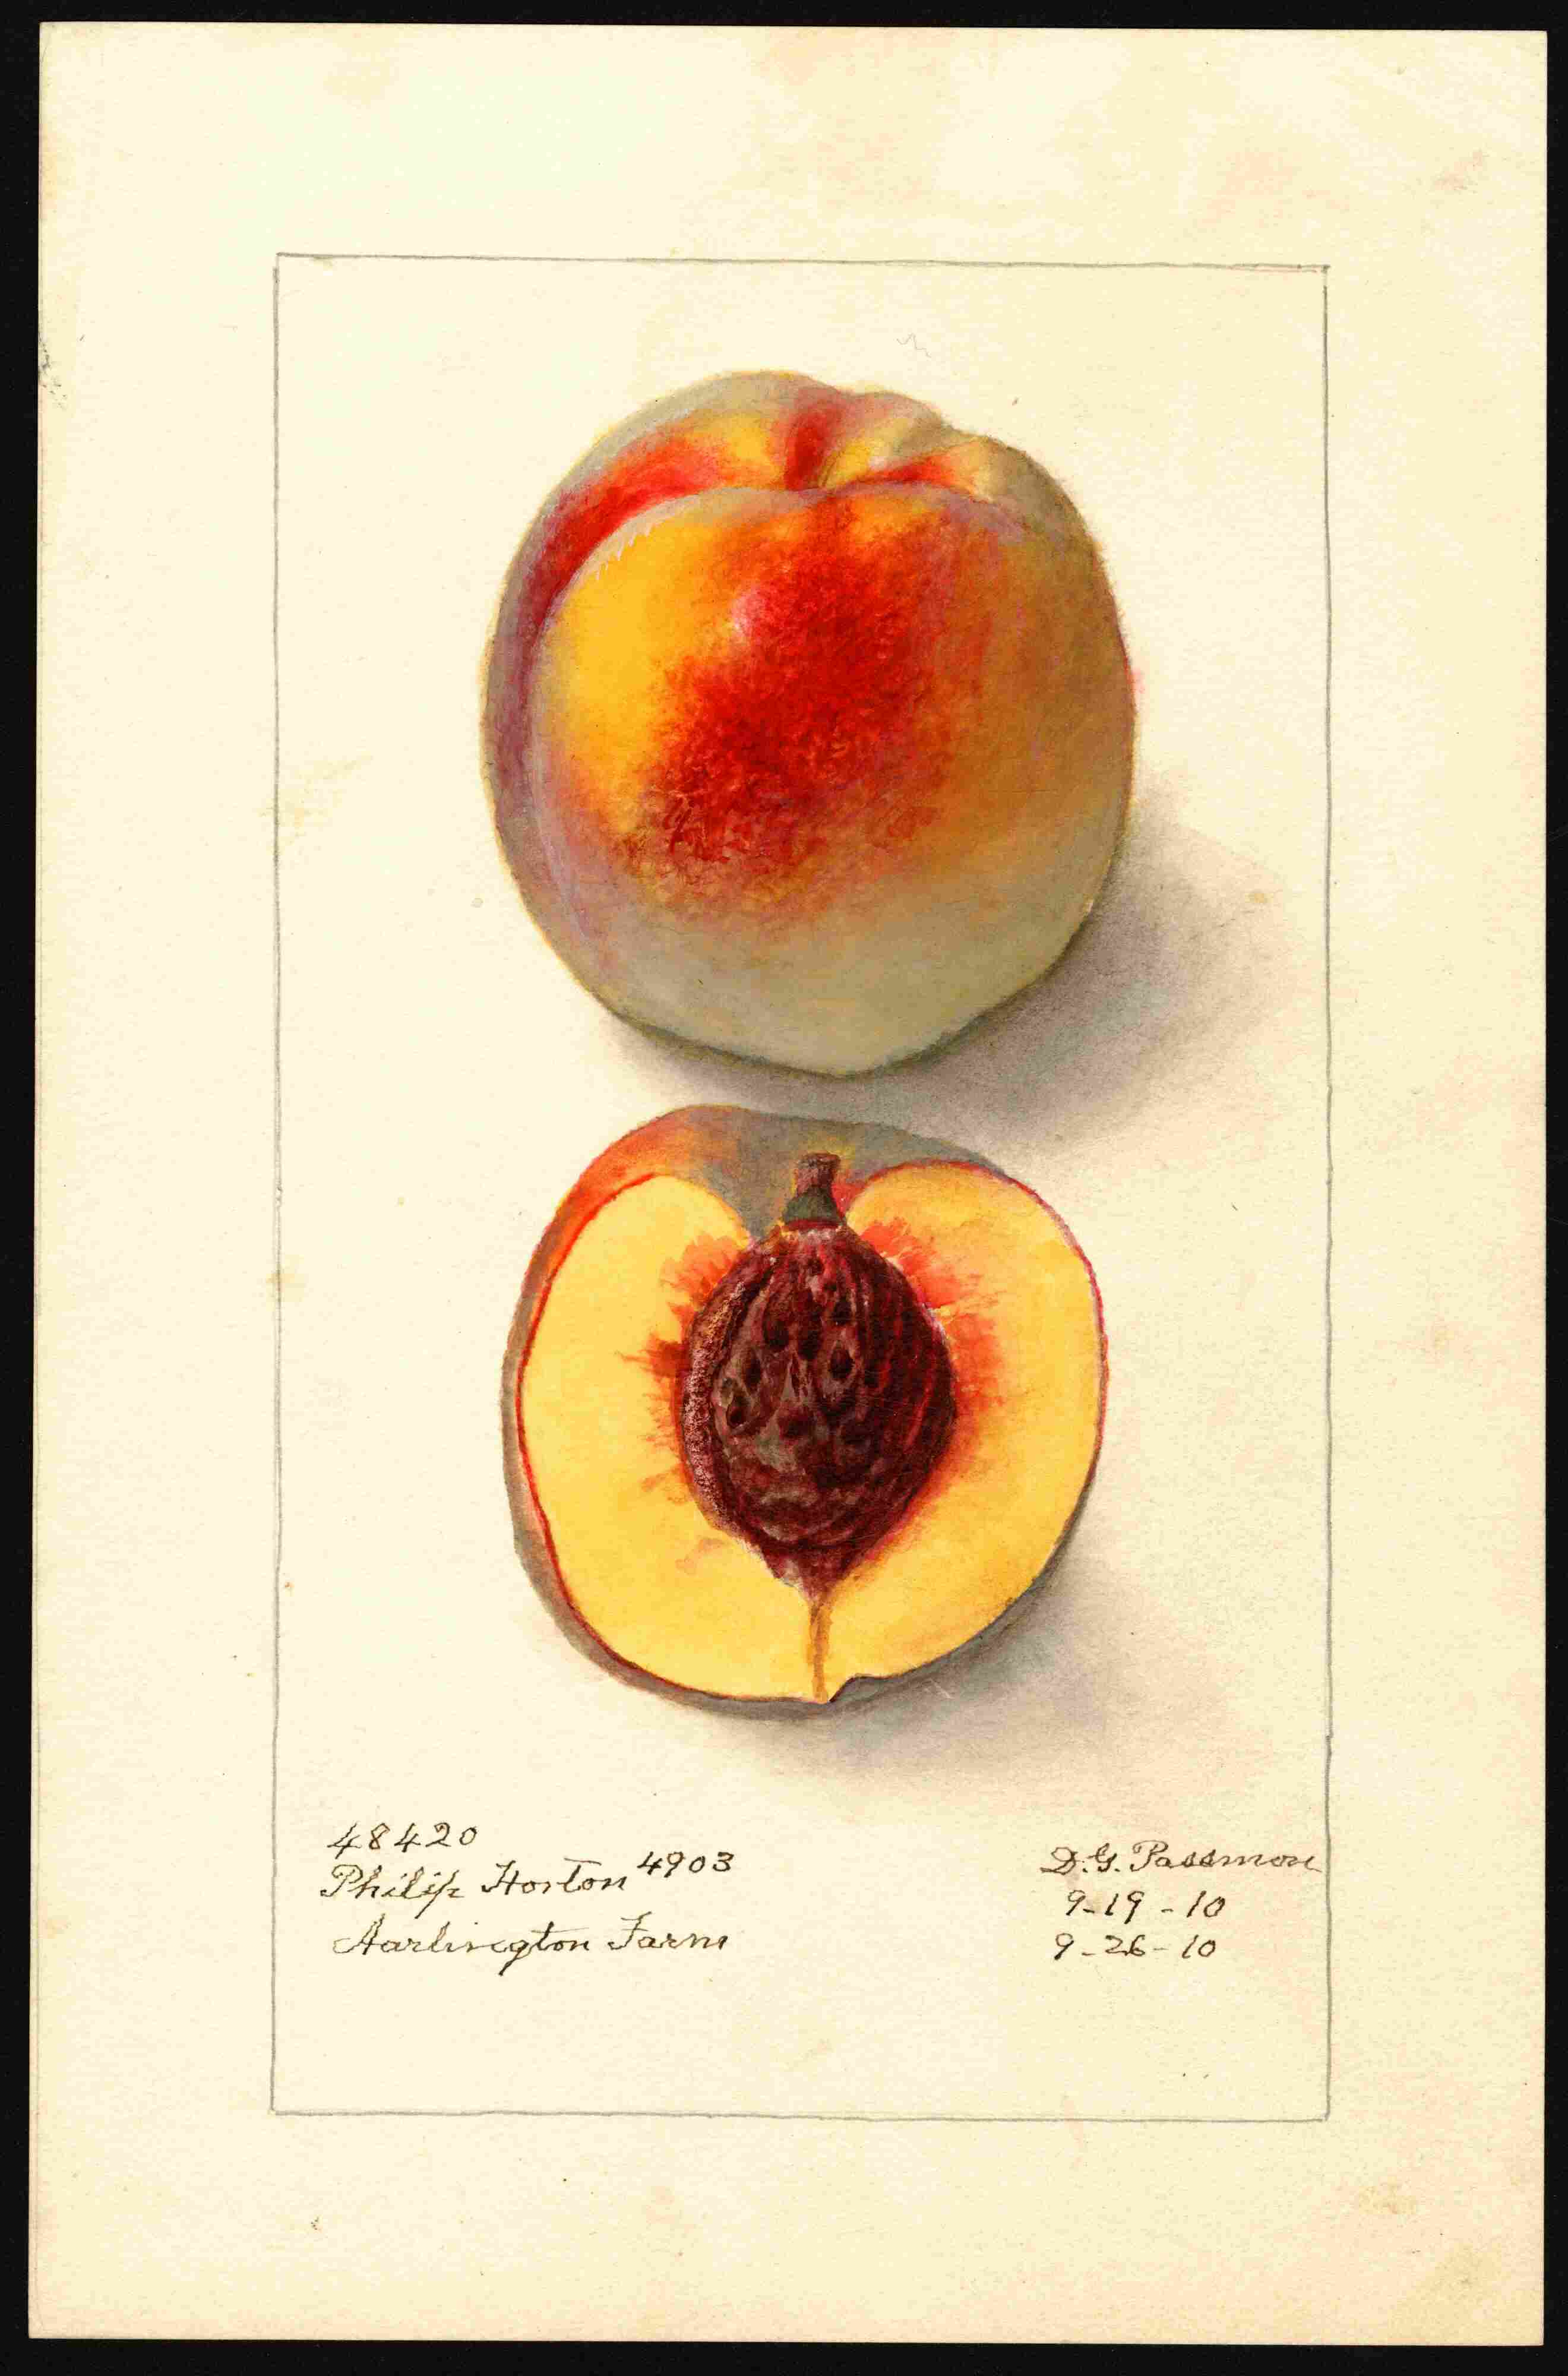 48420
Philip Horton 4903
Aarlington Farm
D.G. Passmore
9-19-10
9-26-10